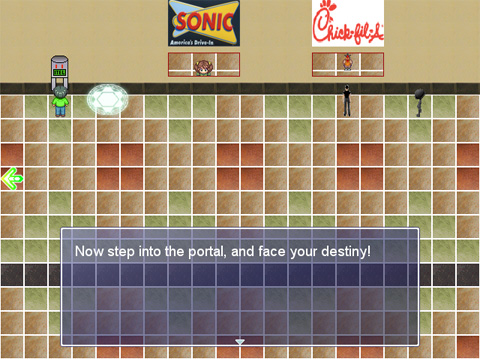 SONIC
America's Drive-In
Chick-fil-A
Now step into the portal, and face your destiny!